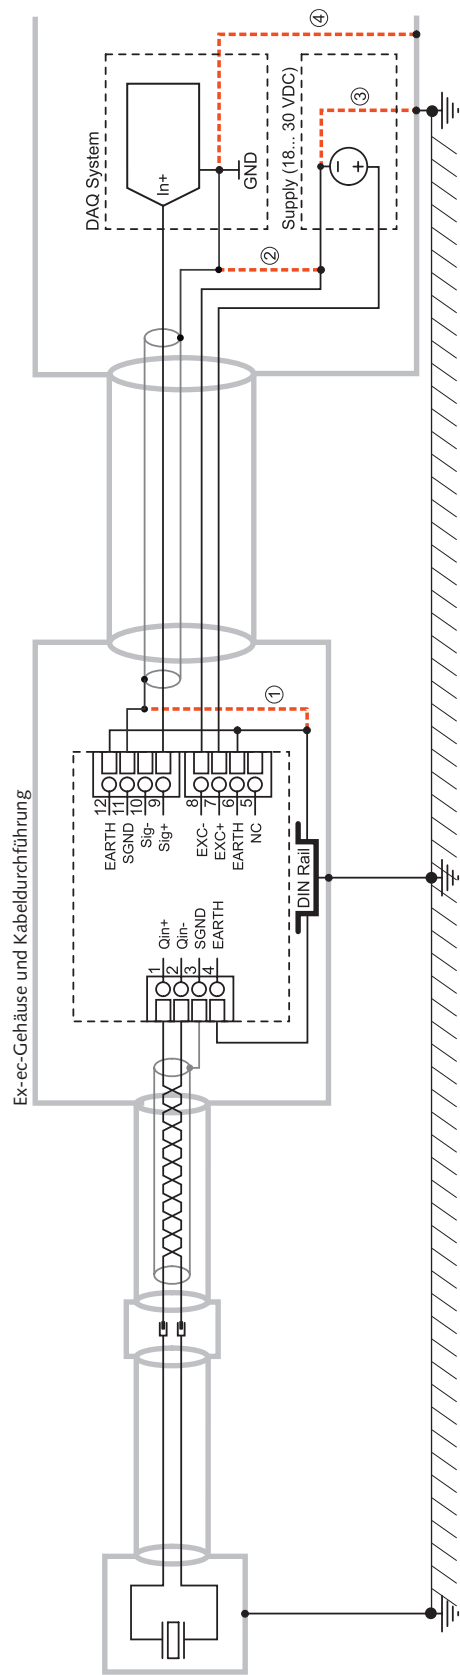 Ex-ec-Gehäuse und Kabeldurchführung
1 Qin+
2 Qin-
3 SGND
4 EARTH
12 EARTH
11 SGND
10 Sig-
9 Sig+
8 EXC-
7 EXC+
6 EARTH
5 NC
DIN Rail
①
DAQ System
In+
GND
②
Supply (18... 30 VDC)
③
④